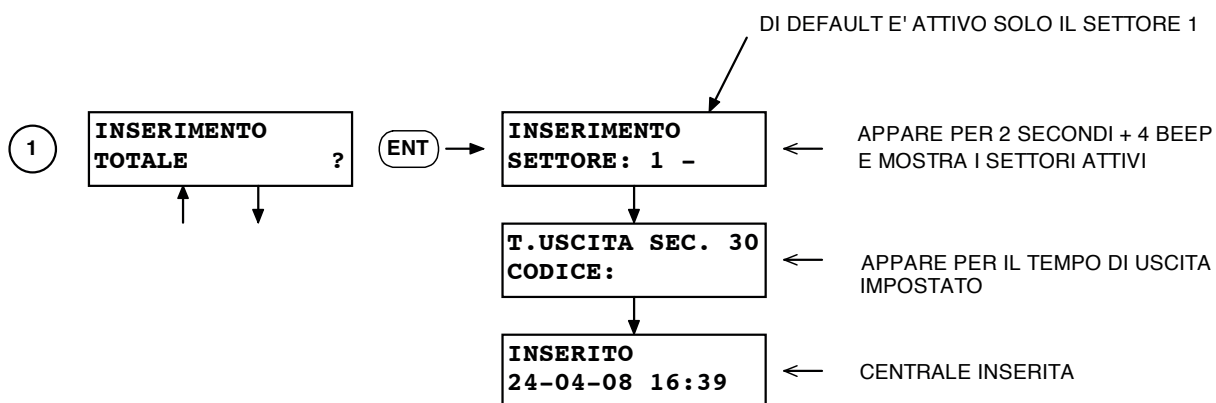 DI DEFAULT E' ATTIVO SOLO IL SETTORE 1
1
INSERIMENTO
TOTALE ?
ENT
INSERIMENTO
SETTORE: 1 –
APPARE PER 2 SECONDI + 4 BEEP
E MOSTRA I SETTORI ATTIVI
T.USCITA SEC. 30
CODICE:
APPARE PER IL TEMPO DI USCITA
IMPOSTATO
INSERITO
24–04–08 16:39
CENTRALE INSERITA